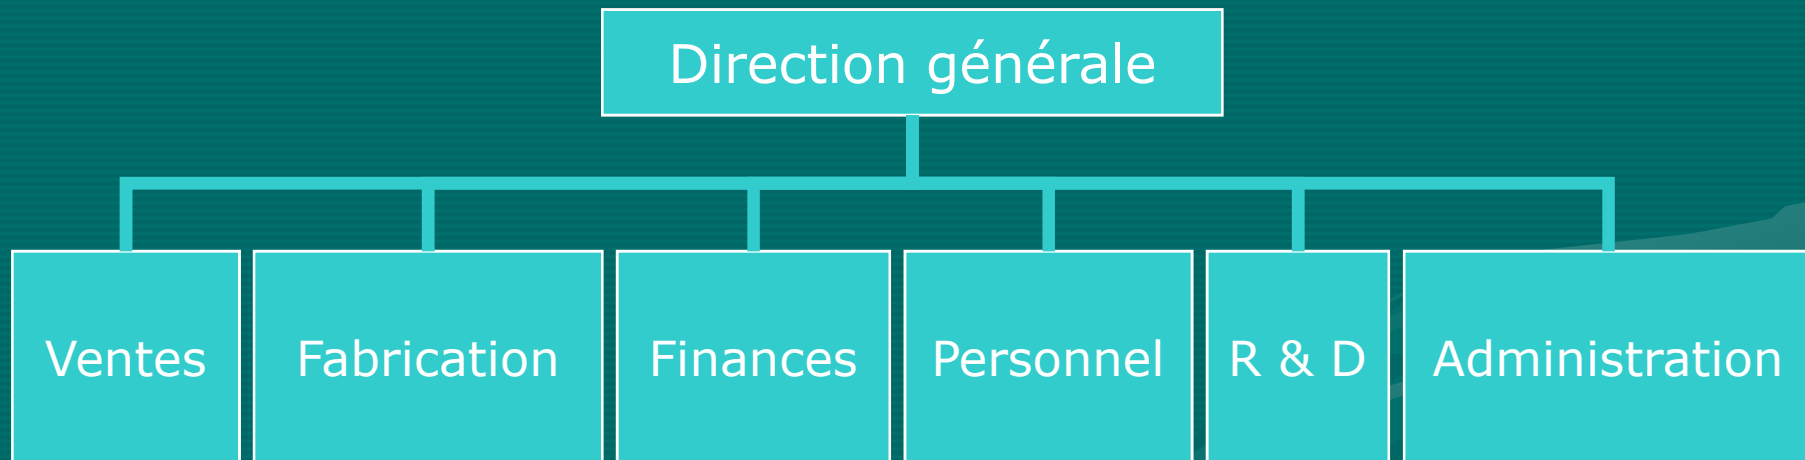 Direction générale
Ventes
Fabrication
Finances
Personnel
R & D
Administration